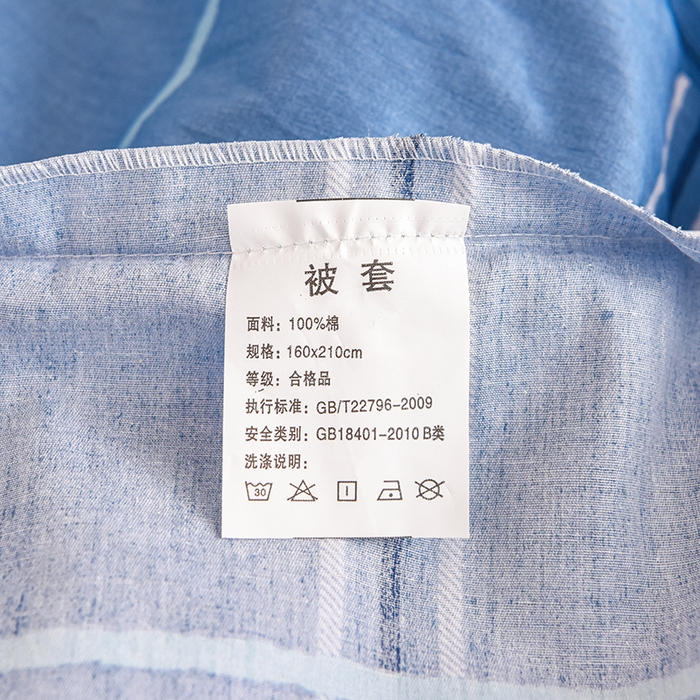 被套
面料：100%棉
规格：160x210cm
等级：合格品
执行标准：GB/T22796-2009
安全类别：GB18401-2010 B类
洗涤说明：
30